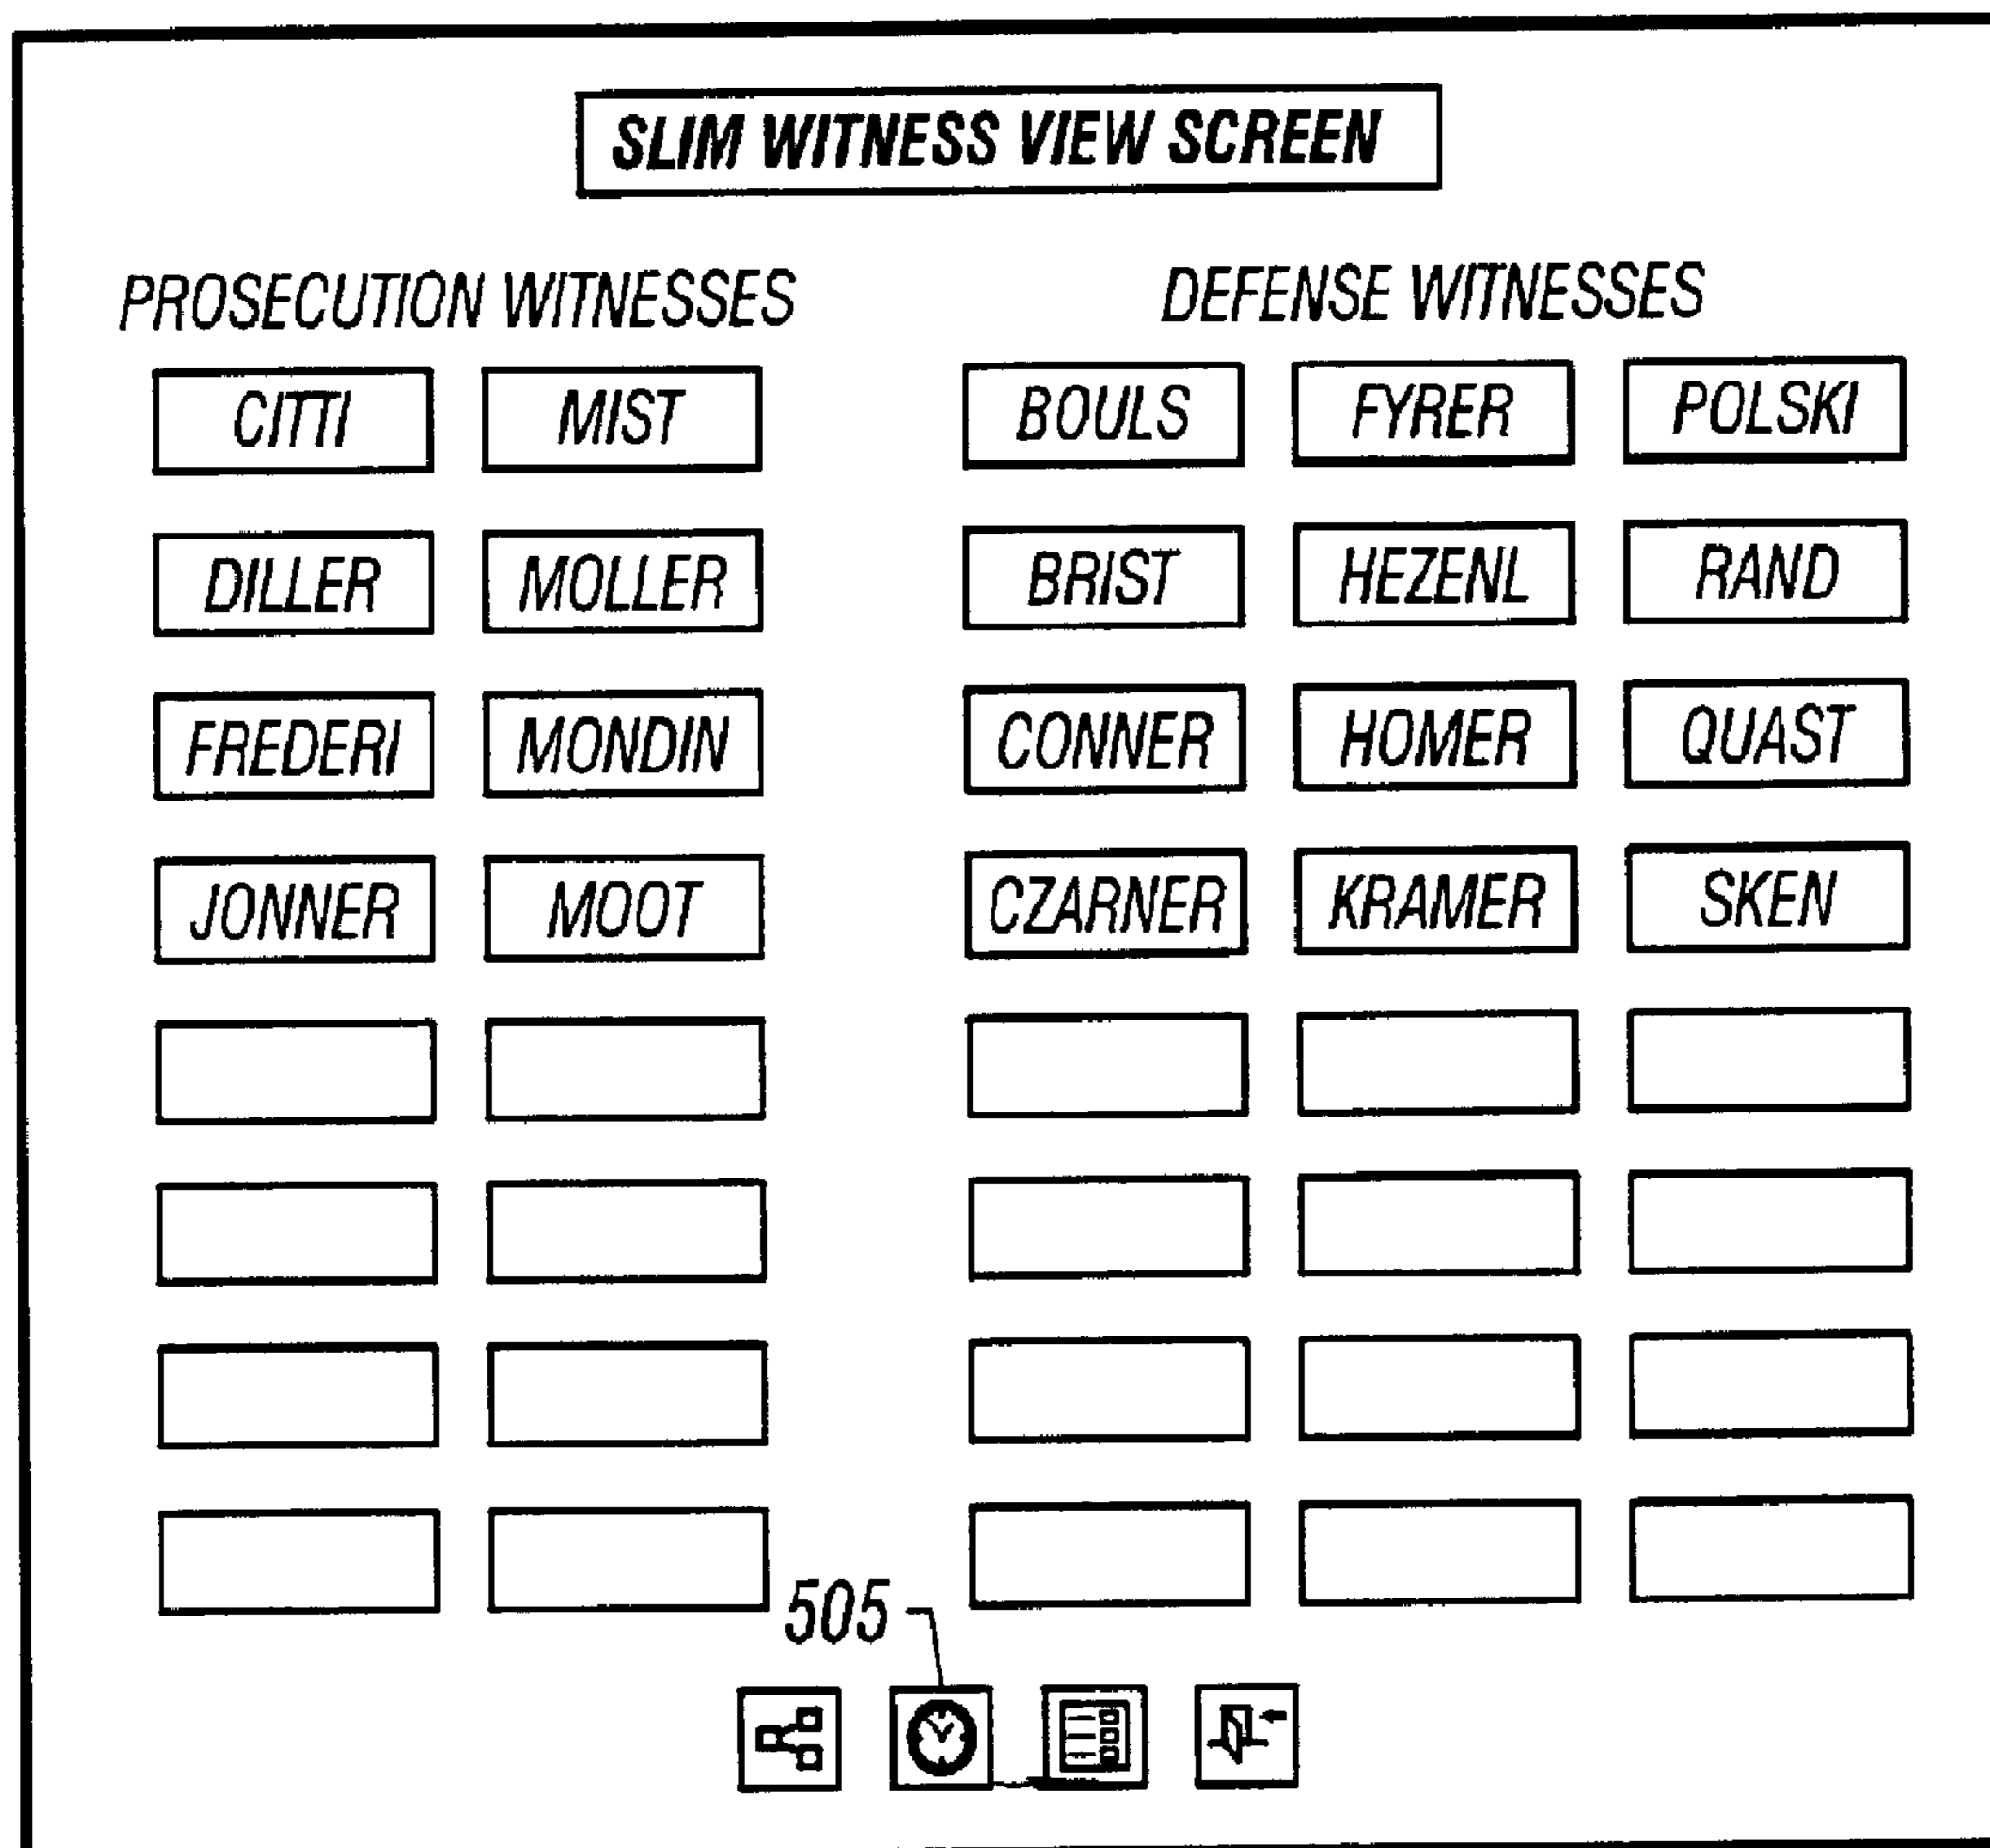 SLIM WITNESS VIEW SCREEN
PROSECUTION WITNESSES DEFENSE WITNESSES
CITTI MIST BOULS FYRER POLSKI
DILLER MOLLER BRIST HEZENL RAND
FREDERI MONDIN CONNER HOMER QUAST
JONNER MOOT CZARNER KRAMER SKEN
505